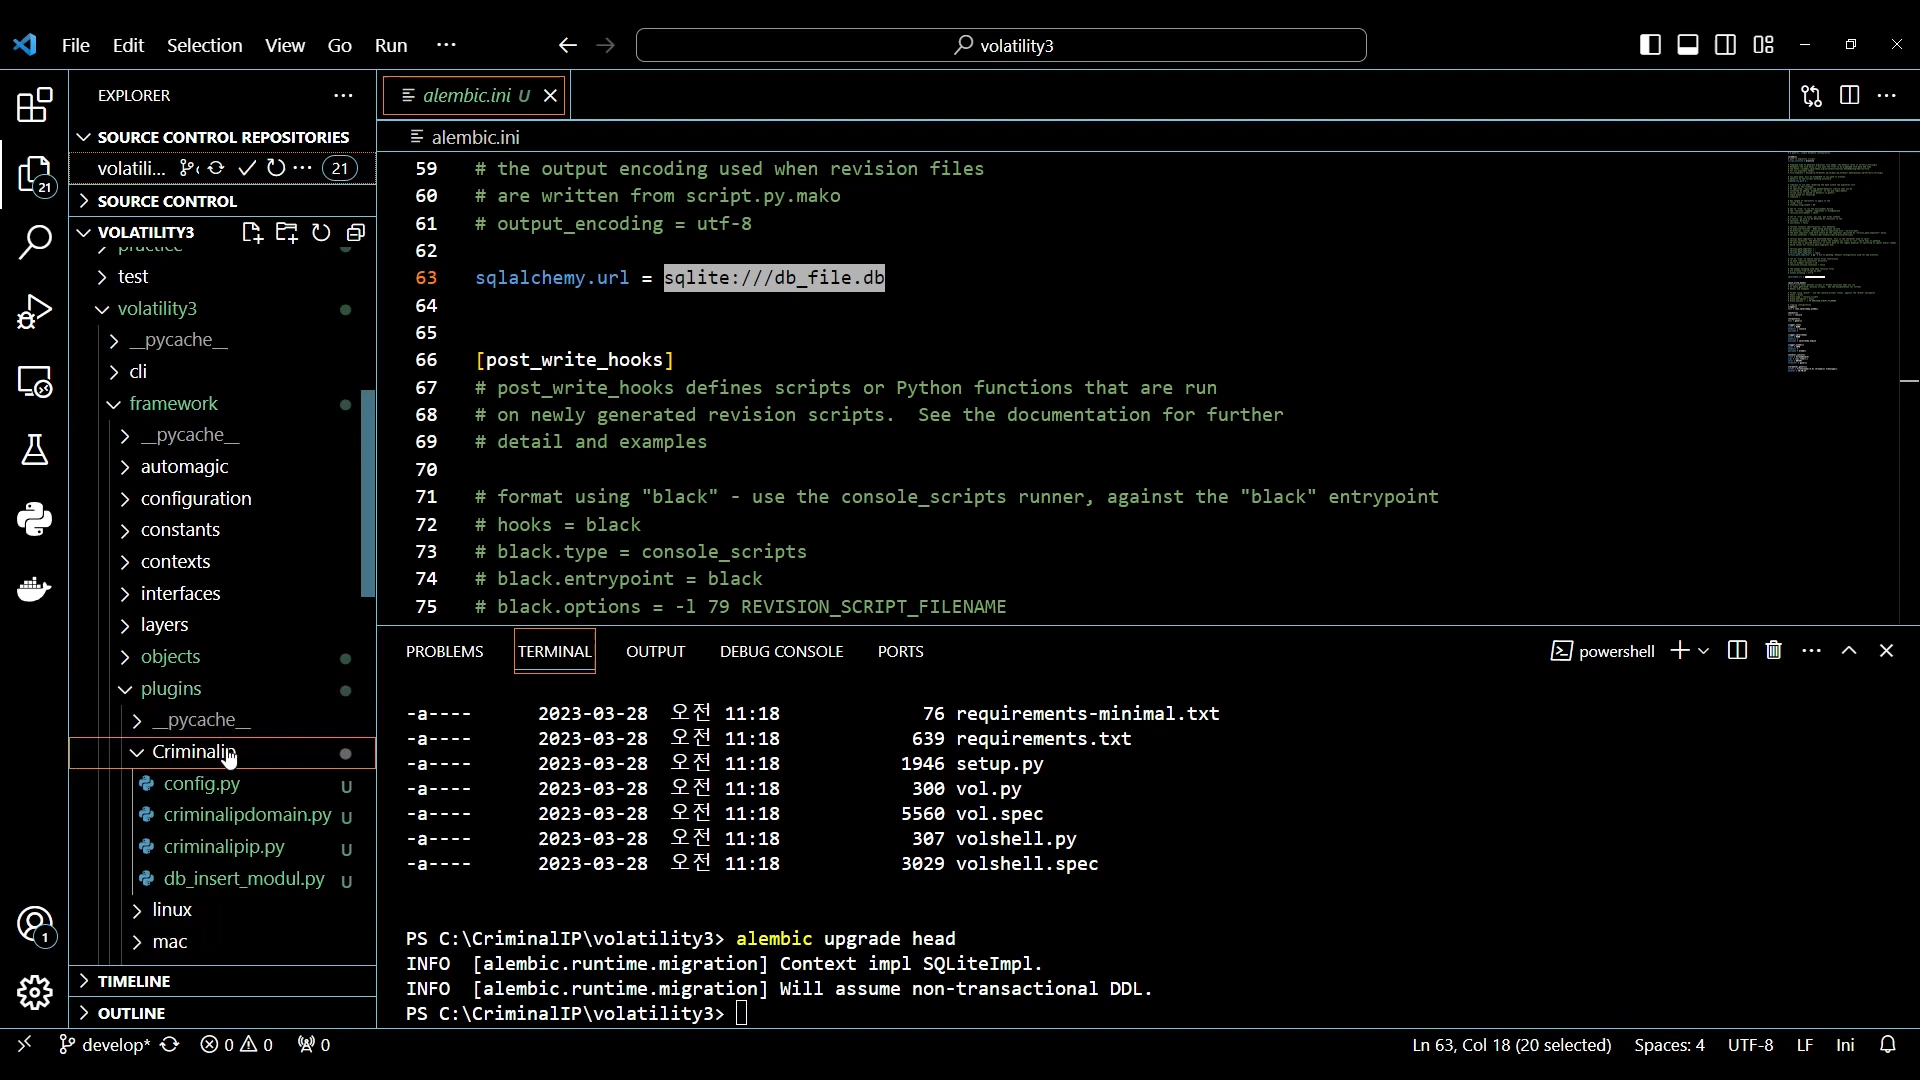 File Edit Selection View Go Run ···
volatility3
EXPLORER ···
SOURCE CONTROL REPOSITORIES
volatili... ··· 21
SOURCE CONTROL
VOLATILITY3
practice
test
volatility3
__pycache__
cli
framework
__pycache__
automagic
configuration
constants
contexts
interfaces
layers
objects
plugins
__pycache__
Criminalip
config.py U
criminalipdomain.py U
criminalipip.py U
db_insert_modul.py U
linux
mac
TIMELINE
OUTLINE
21
1
alembic.ini U
alembic.ini
59 # the output encoding used when revision files
60 # are written from script.py.mako
61 # output_encoding = utf-8
62
63 sqlalchemy.url = sqlite:///db_file.db
64
65
66 [post_write_hooks]
67 # post_write_hooks defines scripts or Python functions that are run
68 # on newly generated revision scripts.  See the documentation for further
69 # detail and examples
70
71 # format using "black" - use the console_scripts runner, against the "black" entrypoint
72 # hooks = black
73 # black.type = console_scripts
74 # black.entrypoint = black
75 # black.options = -l 79 REVISION_SCRIPT_FILENAME
PROBLEMS TERMINAL OUTPUT DEBUG CONSOLE PORTS powershell
-a---- 2023-03-28 오전 11:18 76 requirements-minimal.txt
-a---- 2023-03-28 오전 11:18 639 requirements.txt
-a---- 2023-03-28 오전 11:18 1946 setup.py
-a---- 2023-03-28 오전 11:18 300 vol.py
-a---- 2023-03-28 오전 11:18 5560 vol.spec
-a---- 2023-03-28 오전 11:18 307 volshell.py
-a---- 2023-03-28 오전 11:18 3029 volshell.spec
PS C:\CriminalIP\volatility3> alembic upgrade head
INFO  [alembic.runtime.migration] Context impl SQLiteImpl.
INFO  [alembic.runtime.migration] Will assume non-transactional DDL.
PS C:\CriminalIP\volatility3>
develop* 0 0 0 Ln 63, Col 18 (20 selected) Spaces: 4 UTF-8 LF Ini